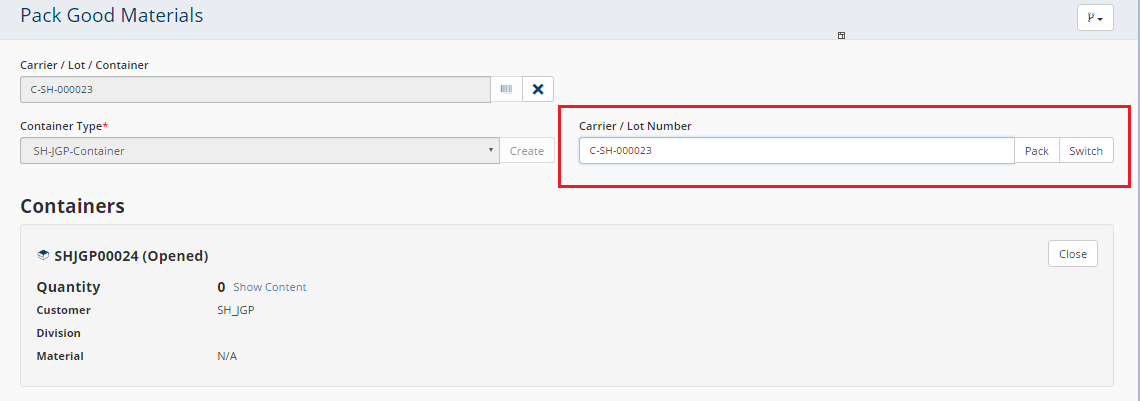 Pack Good Materials
Carrier / Lot / Container
C-SH-000023
Container Type*
SH-JGP-Container
Create
Carrier / Lot Number
C-SH-000023
Pack
Switch
Containers
SHJGP00024 (Opened)
Close
Quantity 0 Show Content
Customer SH_JGP
Division
Material N/A